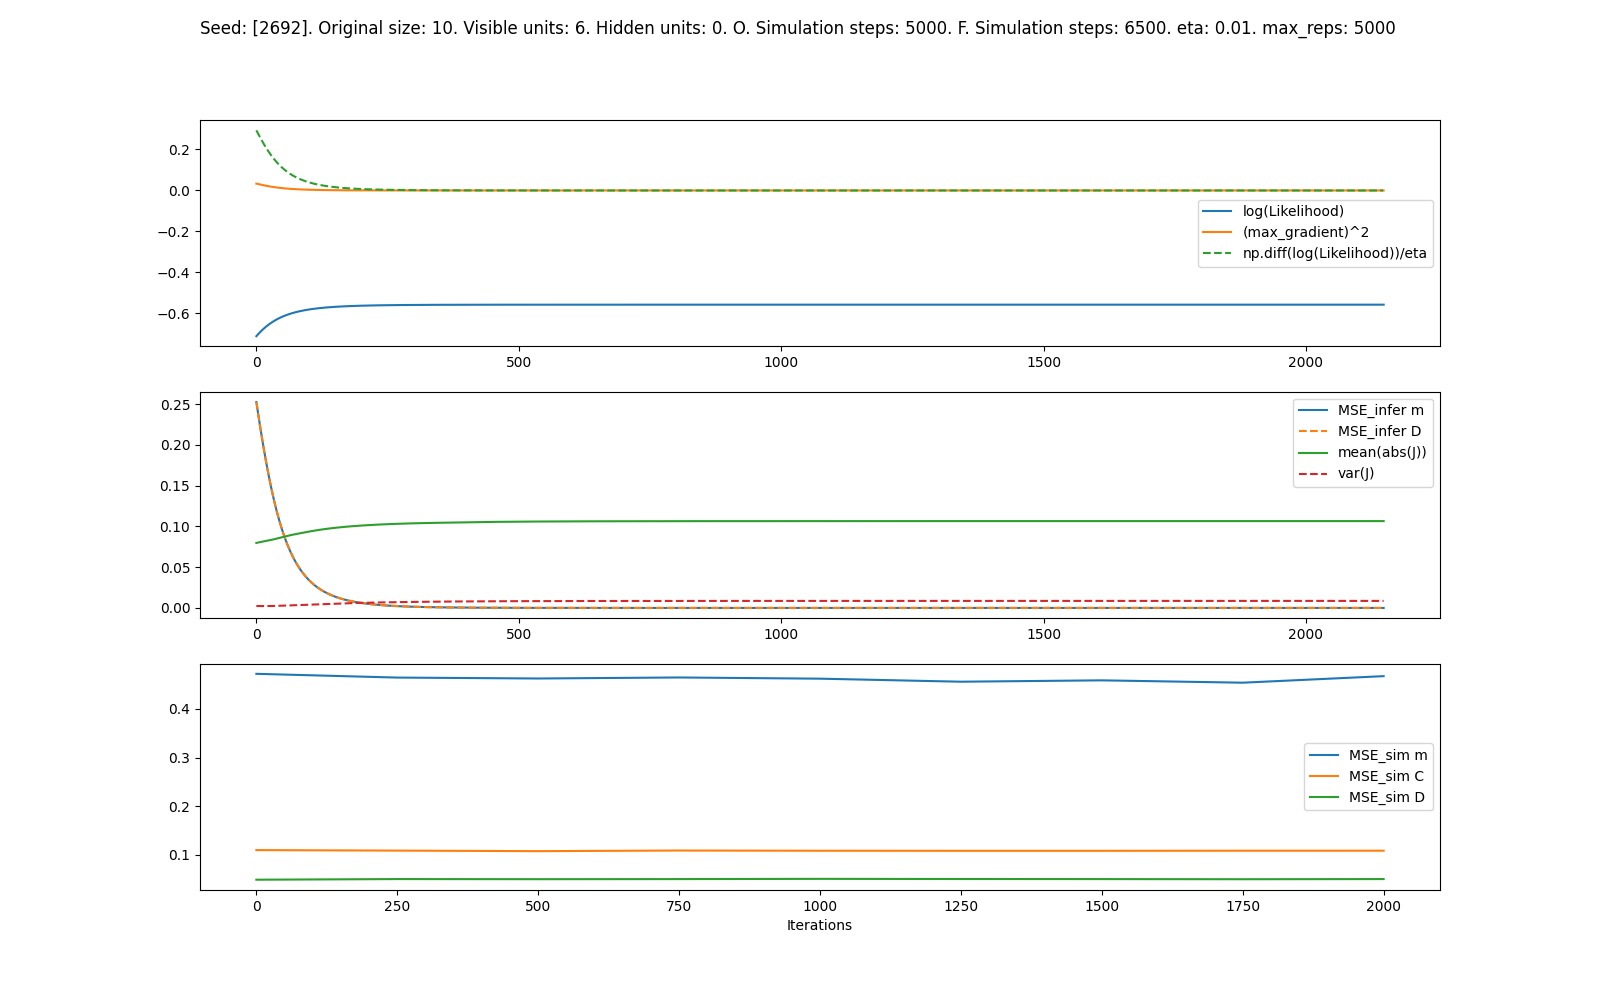 Seed: [2692]. Original size: 10. Visible units: 6. Hidden units: 0. O. Simulation steps: 5000. F. Simulation steps: 6500. eta: 0.01. max_reps: 5000
0.2
0.0
−0.2
−0.4
−0.6
log(Likelihood)
(max_gradient)^2
np.diff(log(Likelihood))/eta
0 500 1000 1500 2000
0.25
0.20
0.15
0.10
0.05
0.00
MSE_infer m
MSE_infer D
mean(abs(J))
var(J)
0 500 1000 1500 2000
0.4
0.3
0.2
0.1
MSE_sim m
MSE_sim C
MSE_sim D
0 250 500 750 1000 1250 1500 1750 2000
Iterations